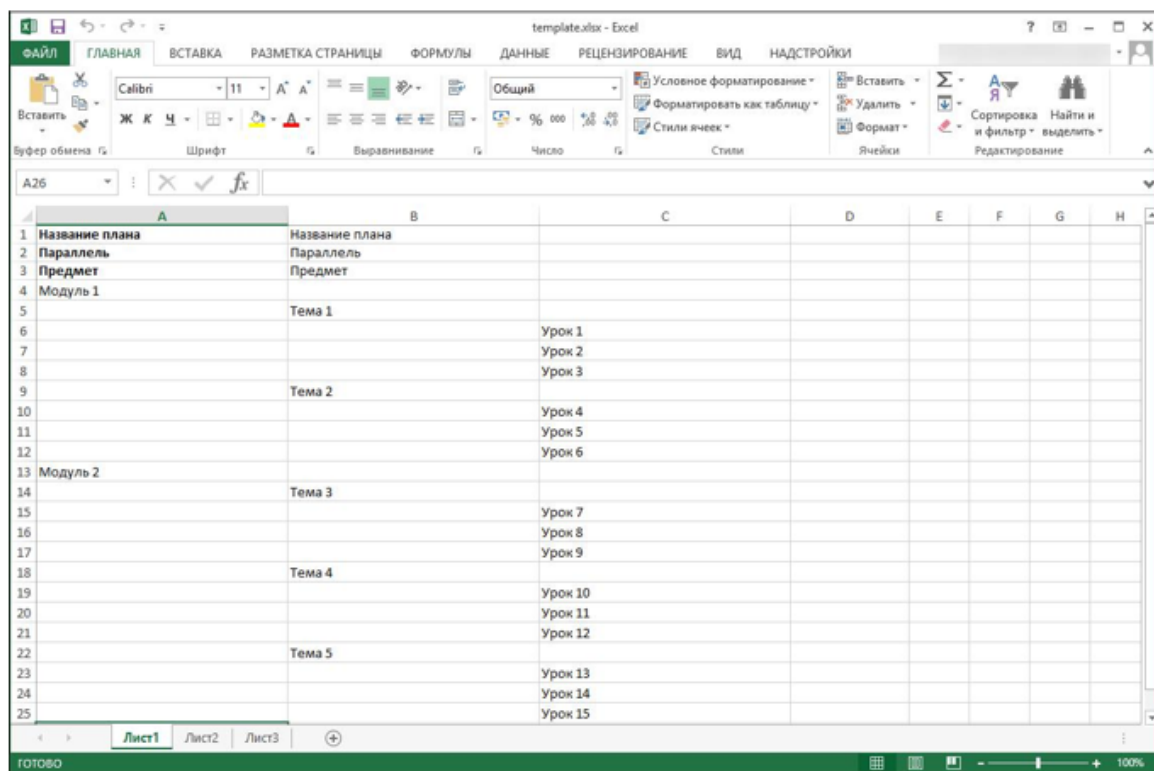 template.xlsx - Excel
ФАЙЛ ГЛАВНАЯ ВСТАВКА РАЗМЕТКА СТРАНИЦЫ ФОРМУЛЫ ДАННЫЕ РЕЦЕНЗИРОВАНИЕ ВИД НАДСТРОЙКИ
Calibri 11 Общий Условное форматирование Вставить
Вставить Форматировать как таблицу Удалить Сортировка Найти и
Ж К Ч % 000 Стили ячеек Формат и фильтр выделить
Буфер обмена Шрифт Выравнивание Число Стили Ячейки Редактирование
A26 fx
A B C D E F G H
1 Название плана Название плана
2 Параллель Параллель
3 Предмет Предмет
4 Модуль 1
5 Тема 1
6 Урок 1
7 Урок 2
8 Урок 3
9 Тема 2
10 Урок 4
11 Урок 5
12 Урок 6
13 Модуль 2
14 Тема 3
15 Урок 7
16 Урок 8
17 Урок 9
18 Тема 4
19 Урок 10
20 Урок 11
21 Урок 12
22 Тема 5
23 Урок 13
24 Урок 14
25 Урок 15
Лист1 Лист2 Лист3
ГОТОВО 100%